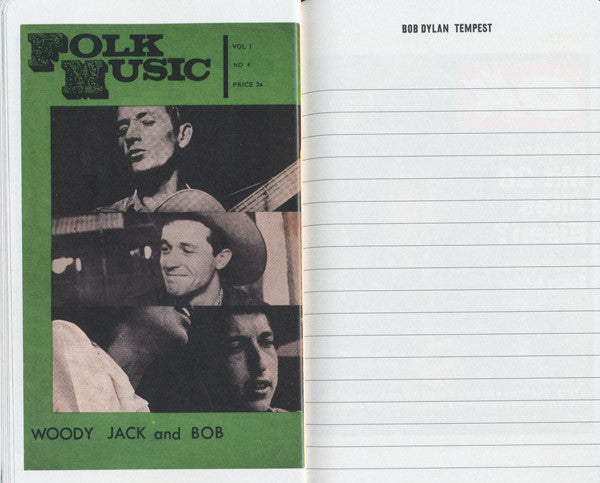 FOLK
MUSIC
VOL 1
NO 4
PRICE 2s.
WOODY JACK and BOB
BOB DYLAN TEMPEST